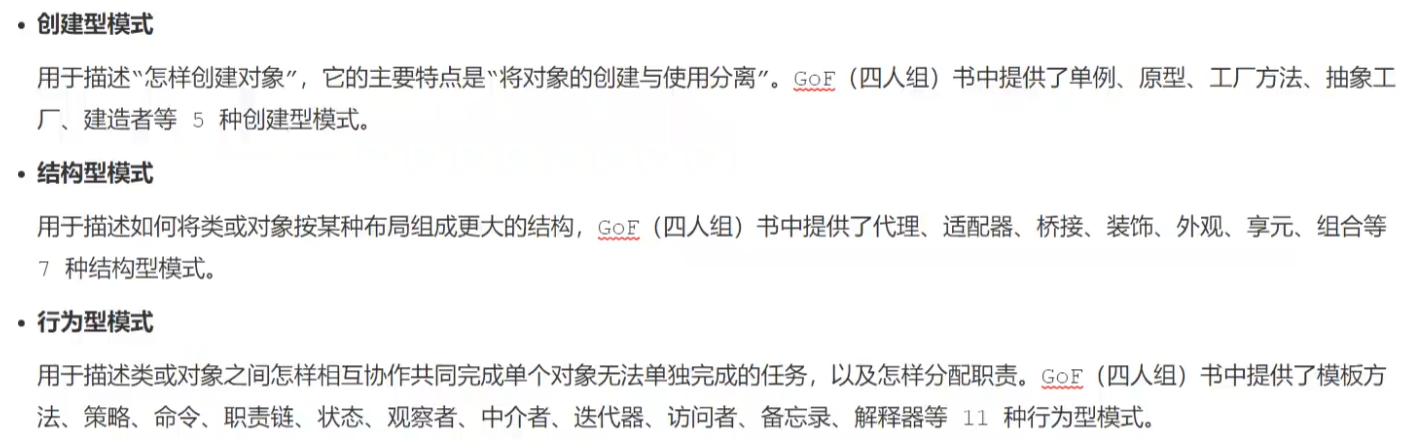 • 创建型模式
用于描述“怎样创建对象”，它的主要特点是“将对象的创建与使用分离”。GoF（四人组）书中提供了单例、原型、工厂方法、抽象工
厂、建造者等 5 种创建型模式。
• 结构型模式
用于描述如何将类或对象按某种布局组成更大的结构，GoF（四人组）书中提供了代理、适配器、桥接、装饰、外观、享元、组合等
7 种结构型模式。
• 行为型模式
用于描述类或对象之间怎样相互协作共同完成单个对象无法单独完成的任务，以及怎样分配职责。GoF（四人组）书中提供了模板方
法、策略、命令、职责链、状态、观察者、中介者、迭代器、访问者、备忘录、解释器等 11 种行为型模式。